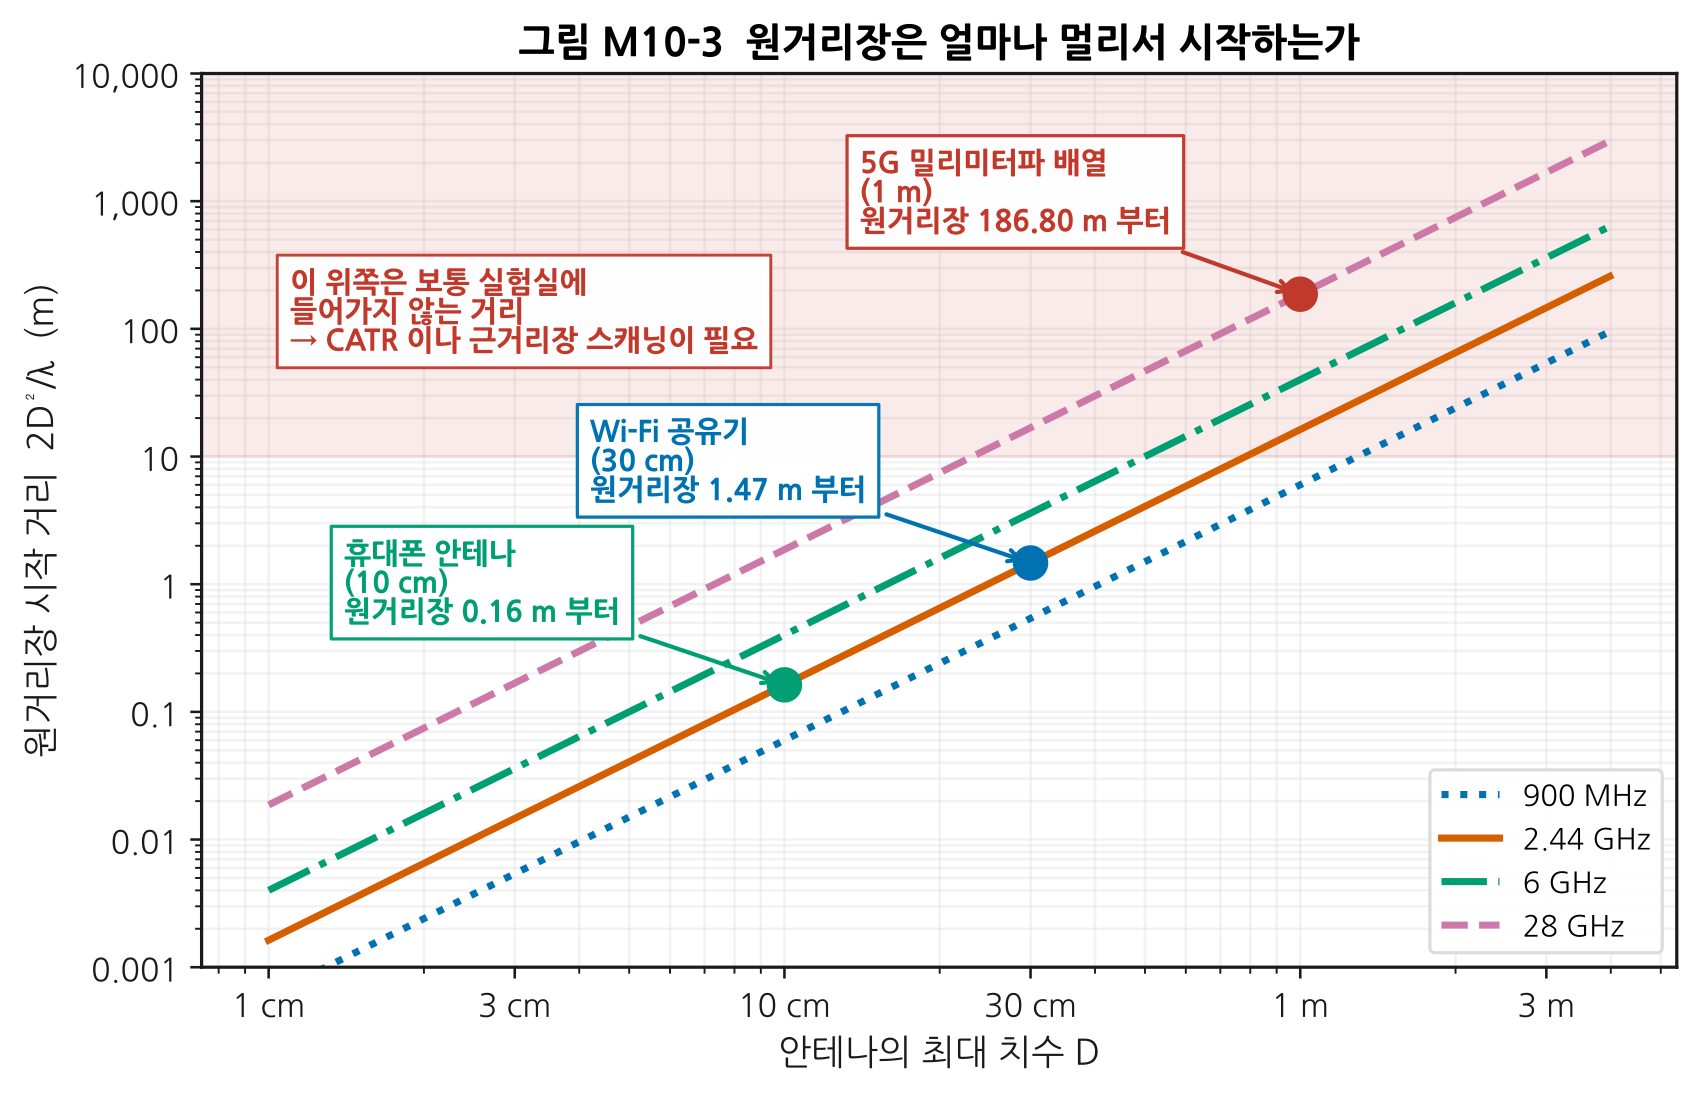 그림 M10-3  원거리장은 얼마나 멀리서 시작하는가
원거리장 시작 거리  2D²/λ  (m)
10,000
1,000
100
10
1
0.1
0.01
0.001
5G 밀리미터파 배열
(1 m)
원거리장 186.80 m 부터
이 위쪽은 보통 실험실에
들어가지 않는 거리
→ CATR 이나 근거리장 스캐닝이 필요
Wi-Fi 공유기
(30 cm)
원거리장 1.47 m 부터
휴대폰 안테나
(10 cm)
원거리장 0.16 m 부터
900 MHz
2.44 GHz
6 GHz
28 GHz
1 cm
3 cm
10 cm
30 cm
1 m
3 m
안테나의 최대 치수 D